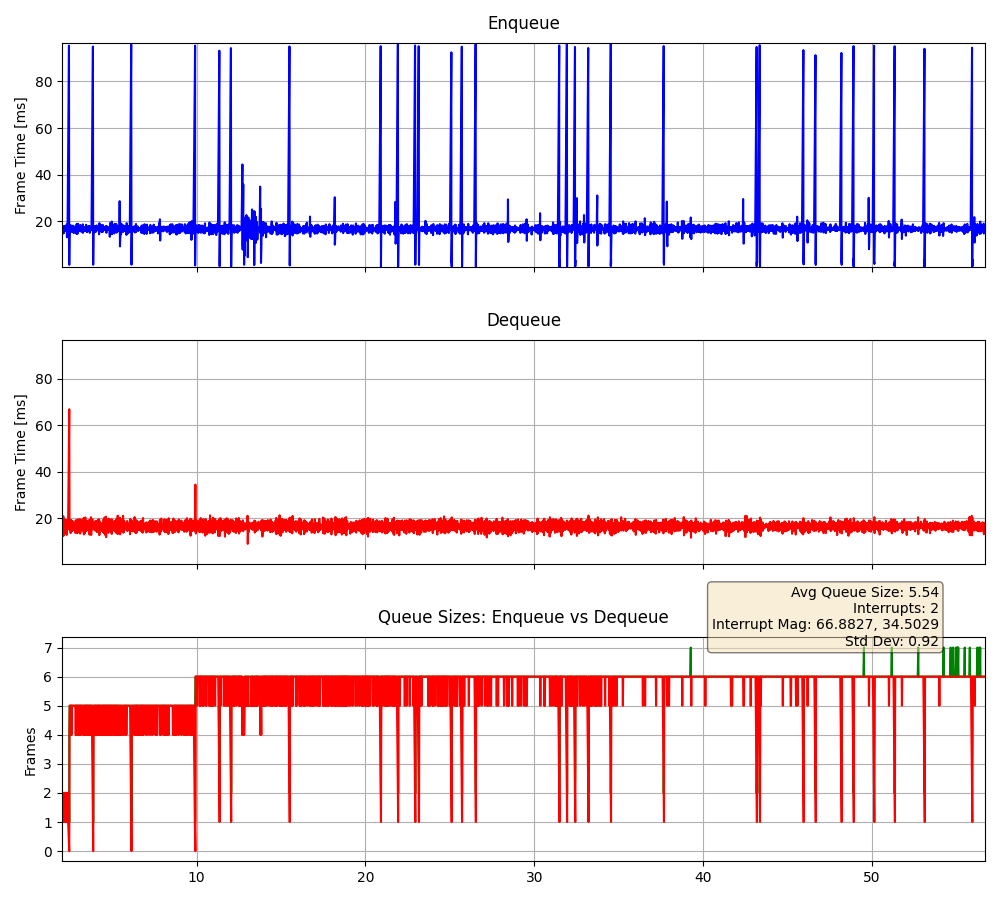 Enqueue
Frame Time [ms]
80
60
40
20
Dequeue
Frame Time [ms]
80
60
40
20
Avg Queue Size: 5.54
Interrupts: 2
Interrupt Mag: 66.8827, 34.5029
Std Dev: 0.92
Queue Sizes: Enqueue vs Dequeue
Frames
7
6
5
4
3
2
1
0
10 20 30 40 50